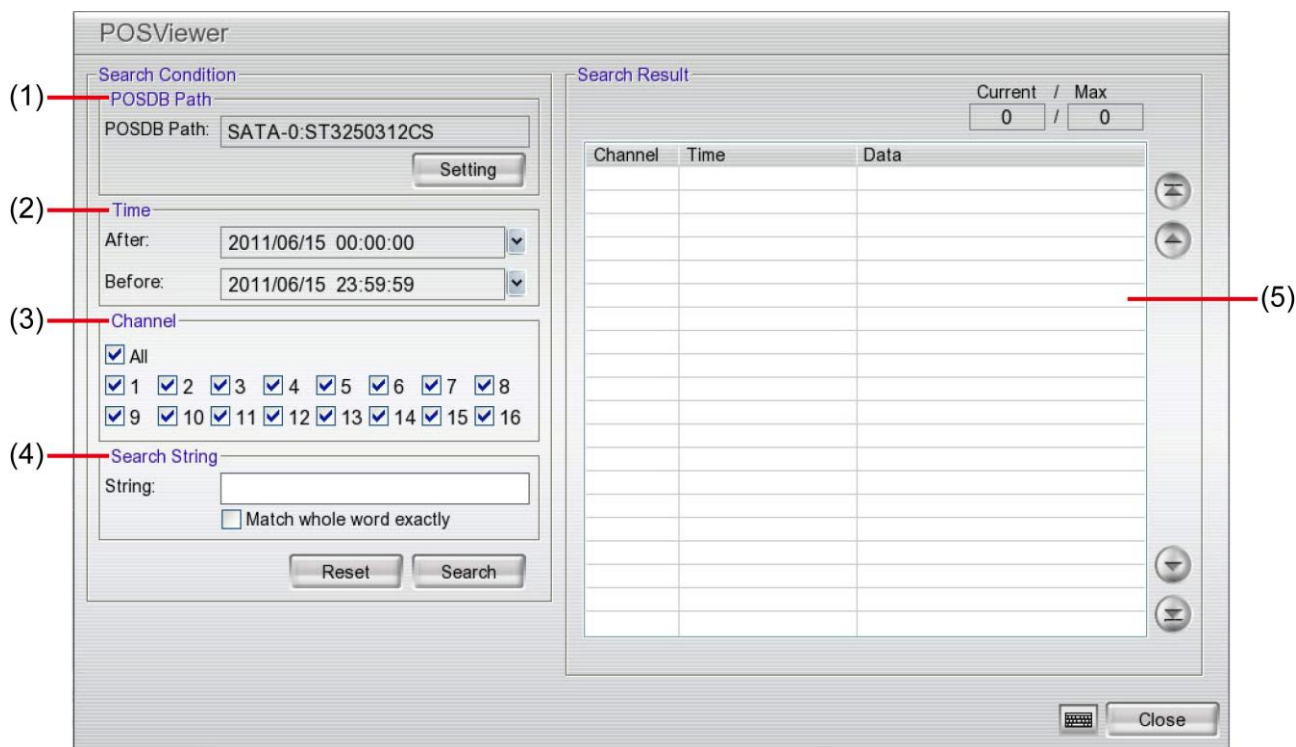 POSViewer
Search Condition
(1)
POSDB Path
POSDB Path: SATA-0:ST3250312CS
Setting
(2)
Time
After: 2011/06/15 00:00:00
Before: 2011/06/15 23:59:59
(3)
Channel
All
1 2 3 4 5 6 7 8
9 10 11 12 13 14 15 16
(4)
Search String
String:
Match whole word exactly
Reset Search
Search Result
Current / Max
0 / 0
Channel Time Data
(5)
Close